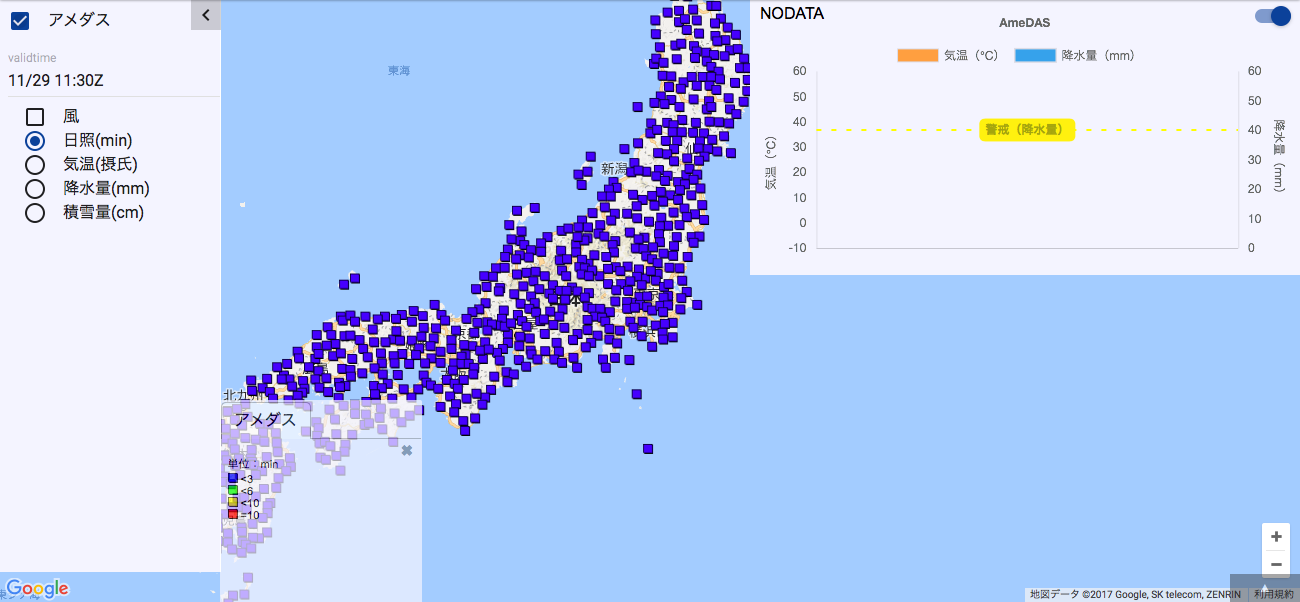 アメダス
validtime
11/29 11:30Z
風
日照(min)
気温(摂氏)
降水量(mm)
積雪量(cm)
東海
新潟
北九州
アメダス
単位：min
<3
<6
<10
=10
Google
NODATA
AmeDAS
気温（°C） 降水量（mm）
警戒（降水量）
気温（°C）
60
50
40
30
20
10
0
-10
降水量（mm）
60
50
40
30
20
10
0
+
−
地図データ ©2017 Google, SK telecom, ZENRIN 利用規約